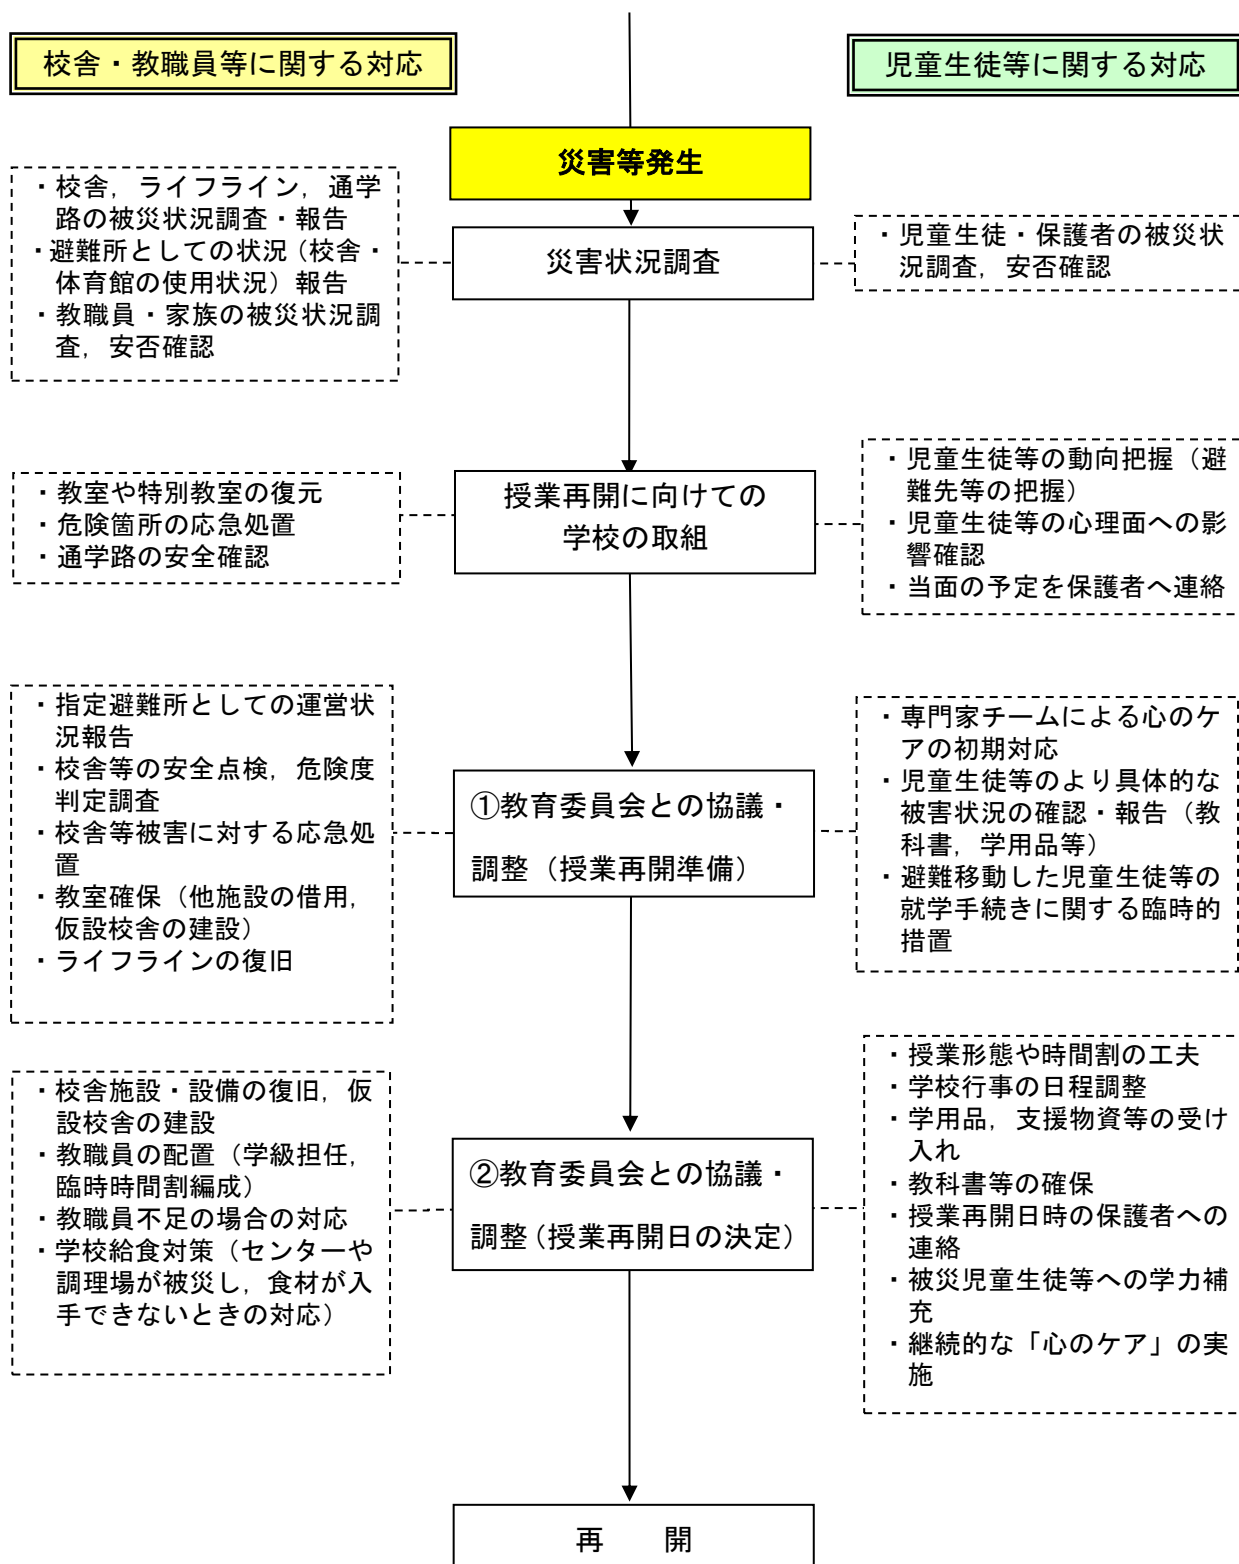 校舎・教職員等に関する対応
児童生徒等に関する対応
災害等発生
・校舎，ライフライン，通学
路の被災状況調査・報告
・避難所としての状況（校舎・
体育館の使用状況）報告
・教職員・家族の被災状況調
査，安否確認
災害状況調査
・児童生徒・保護者の被災状
況調査，安否確認
・教室や特別教室の復元
・危険箇所の応急処置
・通学路の安全確認
授業再開に向けての
学校の取組
・児童生徒等の動向把握（避
難先等の把握）
・児童生徒等の心理面への影
響確認
・当面の予定を保護者へ連絡
・指定避難所としての運営状
況報告
・校舎等の安全点検，危険度
判定調査
・校舎等被害に対する応急処
置
・教室確保（他施設の借用，
仮設校舎の建設）
・ライフラインの復旧
①教育委員会との協議・
調整（授業再開準備）
・専門家チームによる心のケ
アの初期対応
・児童生徒等のより具体的な
被害状況の確認・報告（教
科書，学用品等）
・避難移動した児童生徒等の
就学手続きに関する臨時的
措置
・校舎施設・設備の復旧，仮
設校舎の建設
・教職員の配置（学級担任，
臨時時間割編成）
・教職員不足の場合の対応
・学校給食対策（センターや
調理場が被災し，食材が入
手できないときの対応）
②教育委員会との協議・
調整（授業再開日の決定）
・授業形態や時間割の工夫
・学校行事の日程調整
・学用品，支援物資等の受け
入れ
・教科書等の確保
・授業再開日時の保護者への
連絡
・被災児童生徒等への学力補
充
・継続的な「心のケア」の実
施
再　　開